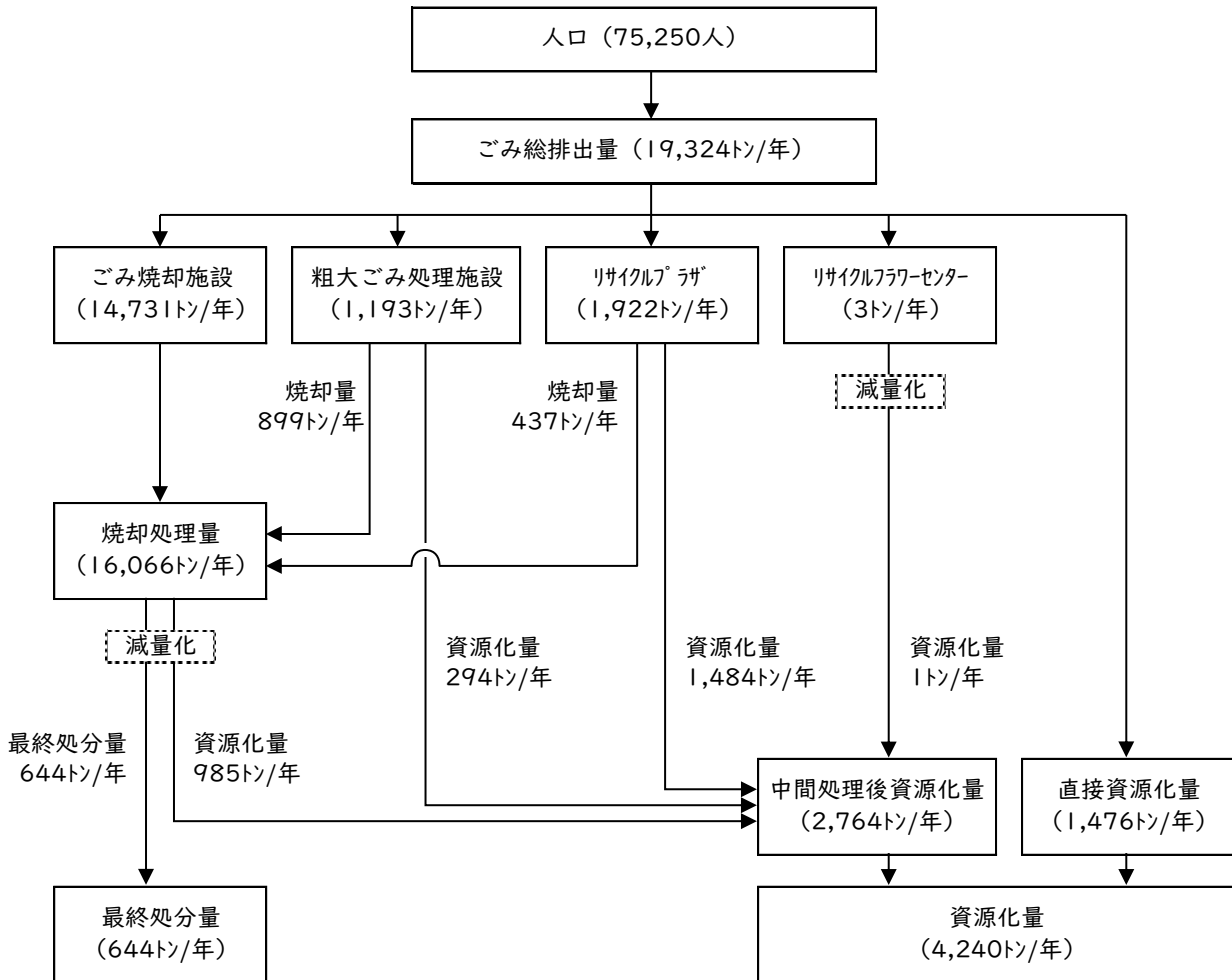 人口（75,250人）
ごみ総排出量（19,324ﾄﾝ/年）
ごみ焼却施設
（14,731ﾄﾝ/年）
粗大ごみ処理施設
（1,193ﾄﾝ/年）
ﾘｻｲｸﾙﾌﾟﾗｻﾞ
（1,922ﾄﾝ/年）
ﾘｻｲｸﾙﾌﾗﾜｰｾﾝﾀｰ
（3ﾄﾝ/年）
焼却量
899ﾄﾝ/年
焼却量
437ﾄﾝ/年
減量化
焼却処理量
（16,066ﾄﾝ/年）
減量化
資源化量
294ﾄﾝ/年
資源化量
1,484ﾄﾝ/年
資源化量
1ﾄﾝ/年
最終処分量
644ﾄﾝ/年
資源化量
985ﾄﾝ/年
中間処理後資源化量
（2,764ﾄﾝ/年）
直接資源化量
（1,476ﾄﾝ/年）
最終処分量
（644ﾄﾝ/年）
資源化量
（4,240ﾄﾝ/年）